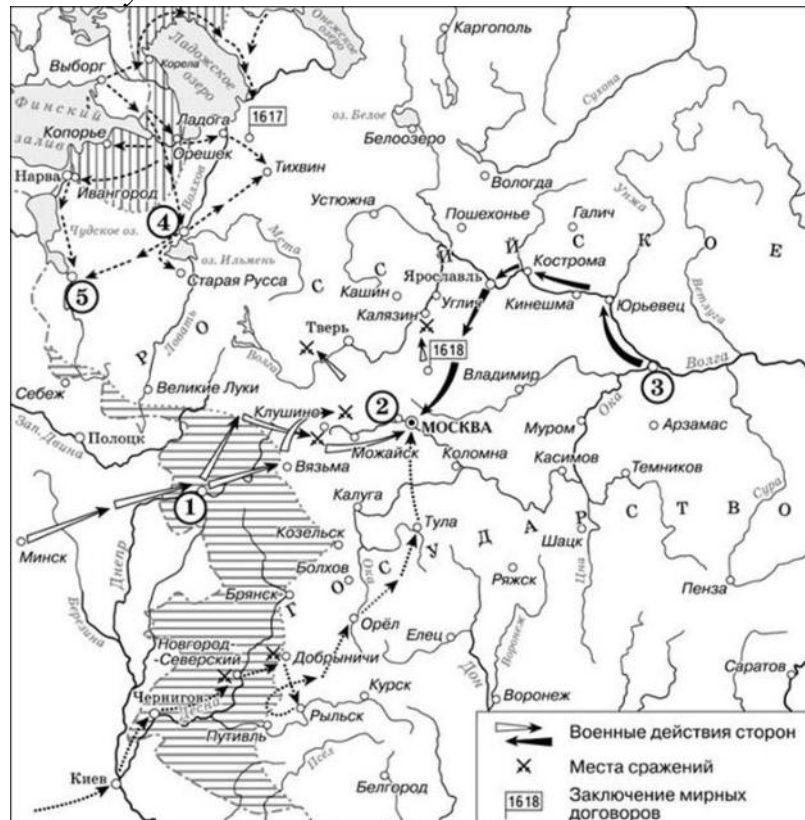 Онежское
озеро
Каргополь
Ладожское
озеро
Корела
Выборг
Сухона
Финский
залив
Ладога
1617
оз. Белое
Белоозеро
Копорье
Орешек
Тихвин
Вологда
Нарва
Ивангород
Волхов
Устюжна
Пошехонье
Галич
Унжа
Чудское оз.
4
Мста
оз. Ильмень
Старая Русса
Ярославль
Кострома
Р О С С И Й С К О Е
5
Кашин
Углич
Кинешма
Юрьевец
Ветлуга
Калязин
Тверь
Ловать
Волга
1618
Владимир
Волга
3
Себеж
Великие Луки
Клушино
2
МОСКВА
Ока
Зап. Двина
Полоцк
Можайск
Муром
Арзамас
Вязьма
Коломна
Касимов
Темников
1
Калуга
Сура
Минск
Днепр
Козельск
Тула
Шацк
Г О С У Д А Р С Т В О
Болхов
Ока
Цна
Березина
Брянск
Ряжск
Пенза
Орёл
Елец
Воронеж
Новгород-
-Северский
Добрыничи
Дон
Саратов
Чернигов
Десна
Курск
Рыльск
Воронеж
Путивль
Псёл
Киев
Белгород
Военные действия сторон
Места сражений
1618
Заключение мирных
договоров